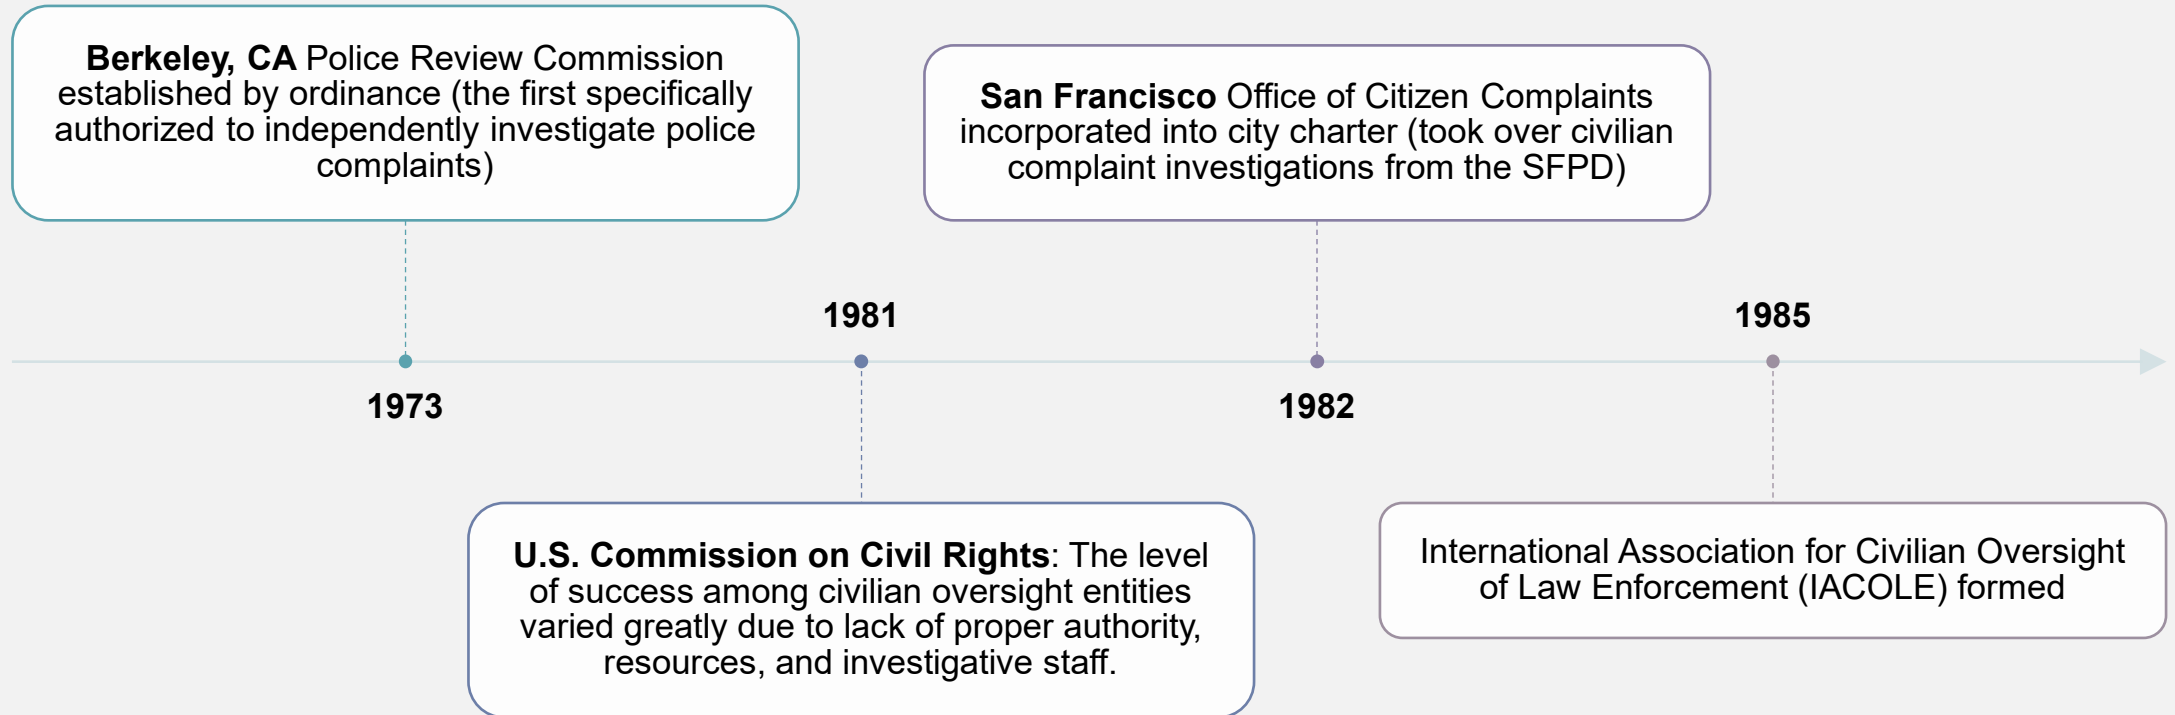 Berkeley, CA Police Review Commission
established by ordinance (the first specifically
authorized to independently investigate police
complaints)
1973
1981
U.S. Commission on Civil Rights: The level
of success among civilian oversight entities
varied greatly due to lack of proper authority,
resources, and investigative staff.
San Francisco Office of Citizen Complaints
incorporated into city charter (took over civilian
complaint investigations from the SFPD)
1982
1985
International Association for Civilian Oversight
of Law Enforcement (IACOLE) formed